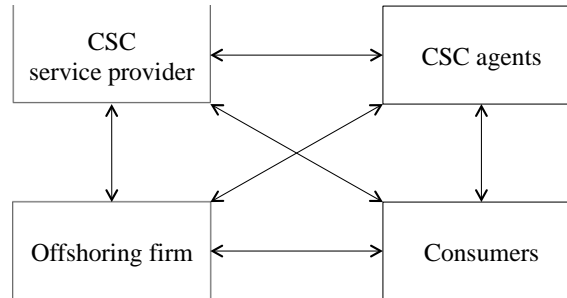 CSC
service provider
CSC agents
Offshoring firm
Consumers